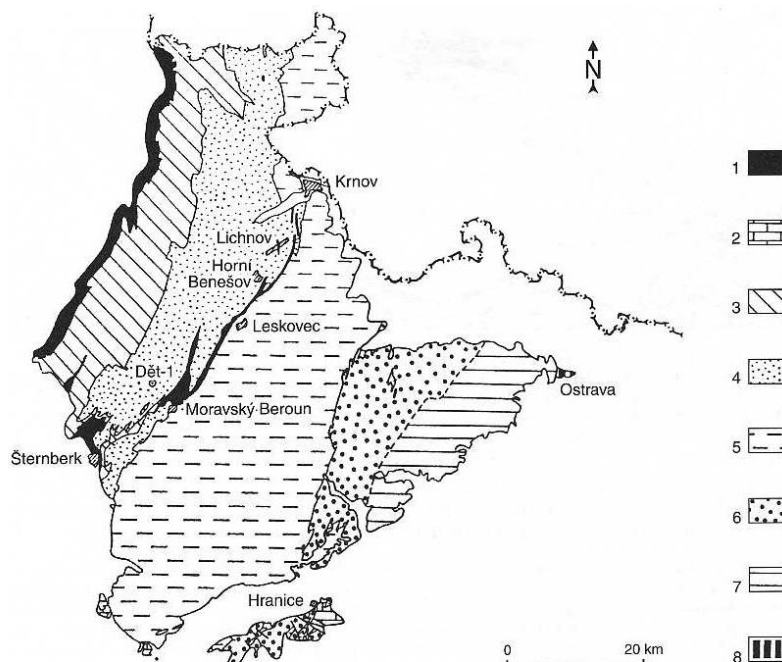 N
1
Krnov
2
Lichnov
Horní
Benešov
3
Leskovec
4
Dět-1
Ostrava
Moravský Beroun
5
Šternberk
6
7
Hranice
0 20 km
8